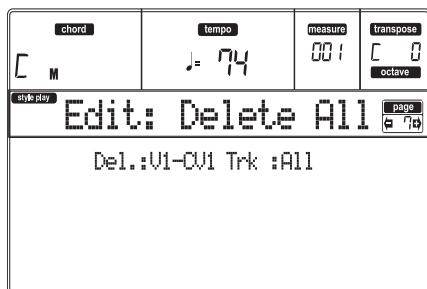 chord tempo measure transpose
C M ♩= 74 001 C 0
octave
style play Edit: Delete All page
7
Del.:V1-CV1 Trk :All